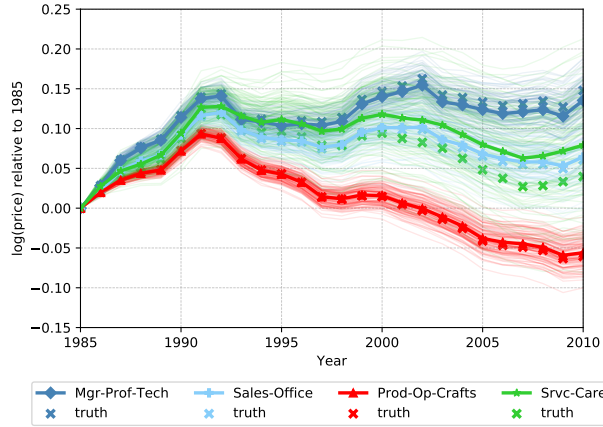 log(price) relative to 1985
0.25
0.20
0.15
0.10
0.05
0.00
−0.05
−0.10
−0.15
1985
1990
1995
2000
2005
2010
Year
Mgr-Prof-Tech
Sales-Office
Prod-Op-Crafts
Srvc-Care
truth
truth
truth
truth